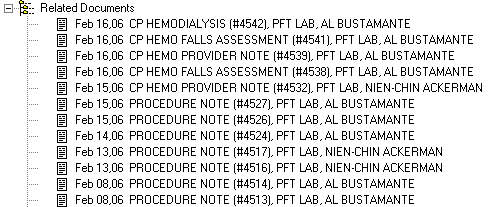 Related Documents
Feb 16,06 CP HEMODIALYSIS (#4542), PFT LAB, AL BUSTAMANTE
Feb 16,06 CP HEMO FALLS ASSESSMENT (#4541), PFT LAB, AL BUSTAMANTE
Feb 16,06 CP HEMO PROVIDER NOTE (#4539), PFT LAB, AL BUSTAMANTE
Feb 16,06 CP HEMO FALLS ASSESSMENT (#4538), PFT LAB, AL BUSTAMANTE
Feb 15,06 CP HEMO PROVIDER NOTE (#4532), PFT LAB, NIEN-CHIN ACKERMAN
Feb 15,06 PROCEDURE NOTE (#4527), PFT LAB, AL BUSTAMANTE
Feb 15,06 PROCEDURE NOTE (#4526), PFT LAB, AL BUSTAMANTE
Feb 14,06 PROCEDURE NOTE (#4524), PFT LAB, AL BUSTAMANTE
Feb 13,06 PROCEDURE NOTE (#4517), PFT LAB, NIEN-CHIN ACKERMAN
Feb 13,06 PROCEDURE NOTE (#4516), PFT LAB, NIEN-CHIN ACKERMAN
Feb 08,06 PROCEDURE NOTE (#4514), PFT LAB, AL BUSTAMANTE
Feb 08,06 PROCEDURE NOTE (#4513), PFT LAB, AL BUSTAMANTE